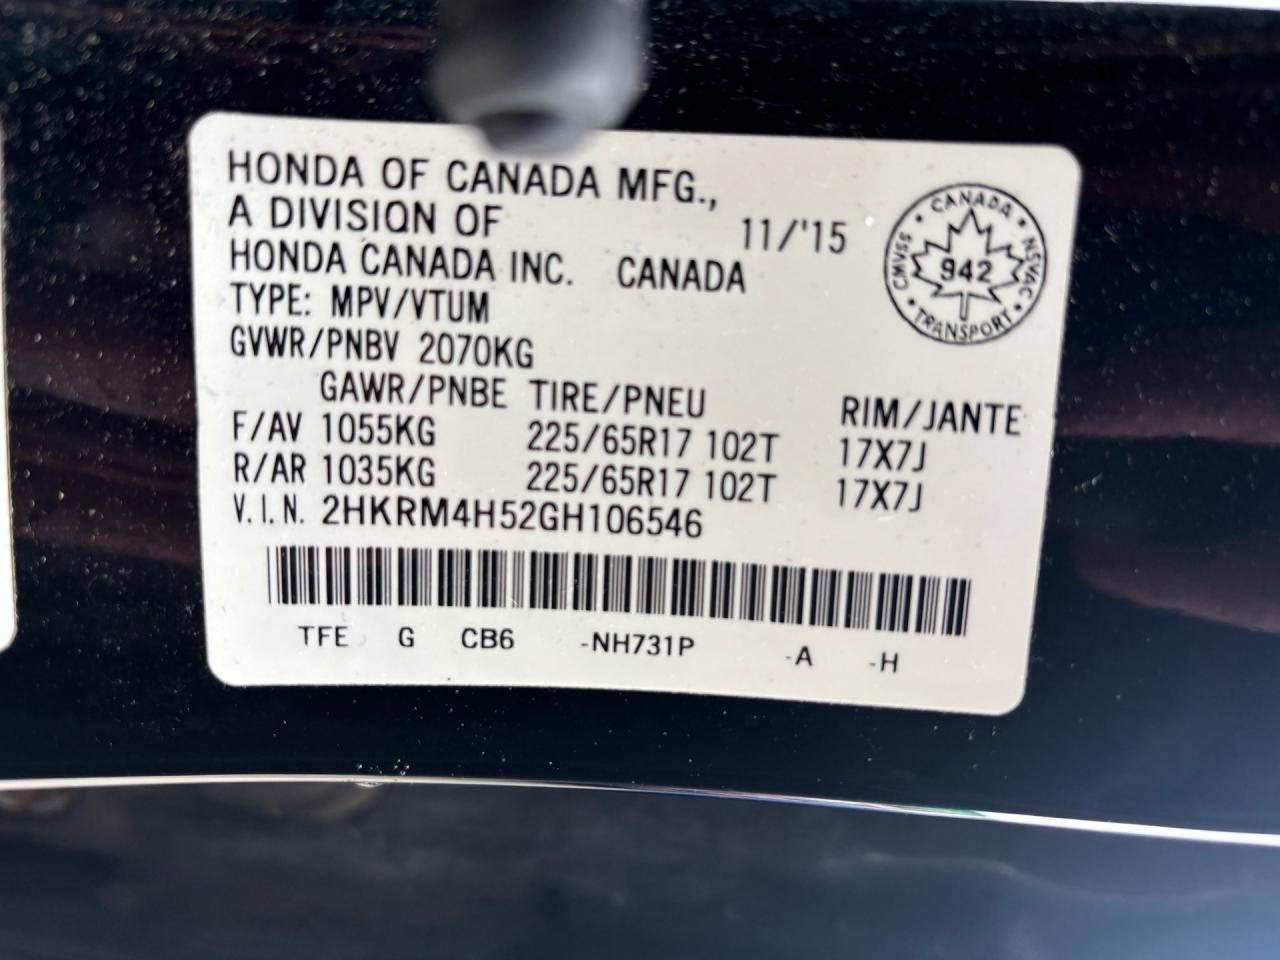 HONDA OF CANADA MFG.,
A DIVISION OF
11/'15
HONDA CANADA INC. CANADA
TYPE: MPV/VTUM
GVWR/PNBV 2070KG
GAWR/PNBE TIRE/PNEU RIM/JANTE
F/AV 1055KG 225/65R17 102T 17X7J
R/AR 1035KG 225/65R17 102T 17X7J
V.I.N. 2HKRM4H52GH106546
TFE G CB6 -NH731P -A -H
CANADA · NSVAC · TRANSPORT · CMVSS ·
942